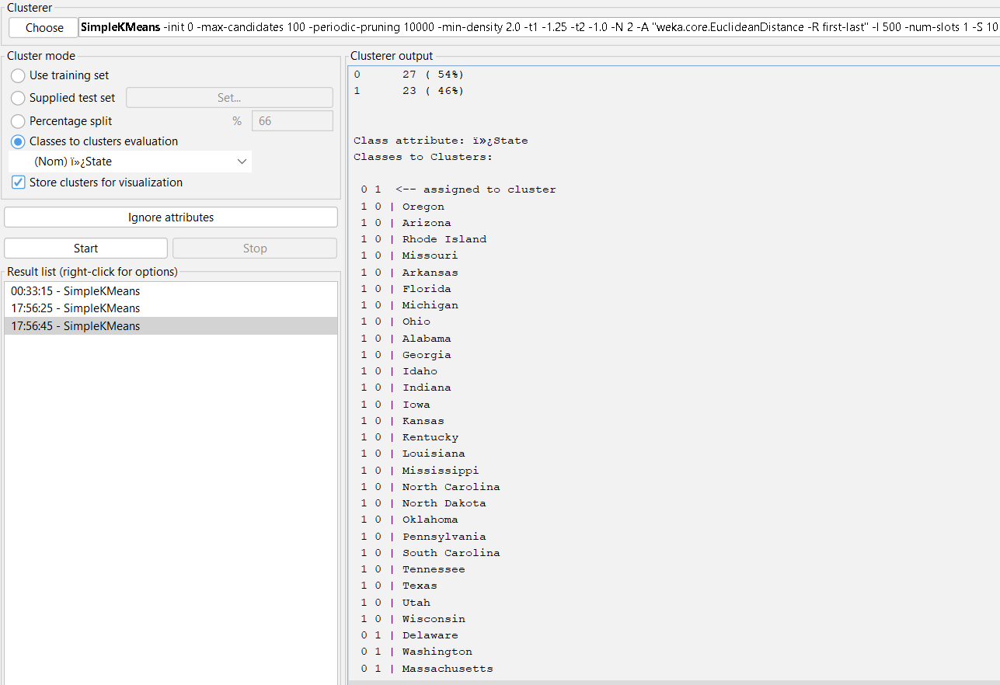 Clusterer
Choose SimpleKMeans -init 0 -max-candidates 100 -periodic-pruning 10000 -min-density 2.0 -t1 -1.25 -t2 -1.0 -N 2 -A "weka.core.EuclideanDistance -R first-last" -I 500 -num-slots 1 -S 10
Cluster mode
Use training set
Supplied test set Set...
Percentage split % 66
Classes to clusters evaluation
(Nom) ï»¿State
Store clusters for visualization
Ignore attributes
Start Stop
Result list (right-click for options)
00:33:15 - SimpleKMeans
17:56:25 - SimpleKMeans
17:56:45 - SimpleKMeans
Clusterer output
0 27 ( 54%)
1 23 ( 46%)
Class attribute: ï»¿State
Classes to Clusters:
0 1 <-- assigned to cluster
1 0 | Oregon
1 0 | Arizona
1 0 | Rhode Island
1 0 | Missouri
1 0 | Arkansas
1 0 | Florida
1 0 | Michigan
1 0 | Ohio
1 0 | Alabama
1 0 | Georgia
1 0 | Idaho
1 0 | Indiana
1 0 | Iowa
1 0 | Kansas
1 0 | Kentucky
1 0 | Louisiana
1 0 | Mississippi
1 0 | North Carolina
1 0 | North Dakota
1 0 | Oklahoma
1 0 | Pennsylvania
1 0 | South Carolina
1 0 | Tennessee
1 0 | Texas
1 0 | Utah
1 0 | Wisconsin
0 1 | Delaware
0 1 | Washington
0 1 | Massachusetts